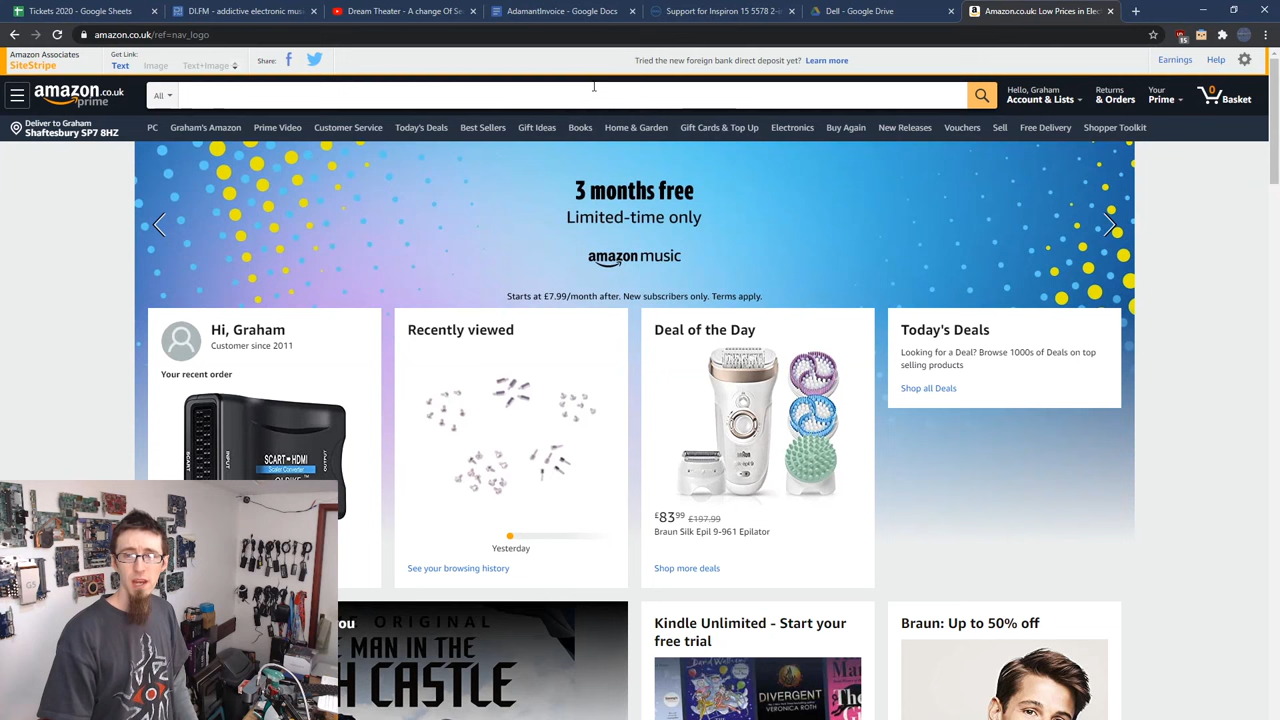 Tickets 2020 - Google Sheets
DLFM - addictive electronic musi
Dream Theater - A change Of Se
AdamantInvoice - Google Docs
Support for Inspiron 15 5578 2-i
Dell - Google Drive
Amazon.co.uk: Low Prices in Elec
amazon.co.uk/ref=nav_logo
15
Amazon Associates
SiteStripe
Get Link:
Text
Image
Text+Image
Share:
Tried the new foreign bank direct deposit yet? Learn more
Earnings
Help
amazon.co.uk
prime
All
Hello, Graham
Account & Lists
Returns
& Orders
Your
Prime
0
Basket
Deliver to Graham
Shaftesbury SP7 8HZ
PC
Graham's Amazon
Prime Video
Customer Service
Today's Deals
Best Sellers
Gift Ideas
Books
Home & Garden
Gift Cards & Top Up
Electronics
Buy Again
New Releases
Vouchers
Sell
Free Delivery
Shopper Toolkit
3 months free
Limited-time only
amazon music
Starts at £7.99/month after. New subscribers only. Terms apply.
Hi, Graham
Customer since 2011
Your recent order
INPUT
OUTPUT
SCART→HDMI
Scaler Converter
Recently viewed
Yesterday
See your browsing history
Deal of the Day
£83⁹⁹ £197.99
Braun Silk Epil 9-961 Epilator
Shop more deals
Today's Deals
Looking for a Deal? Browse 1000s of Deals on top
selling products
Shop all Deals
ou
ORIGINAL
E MAN IN THE
H CASTLE
Kindle Unlimited - Start your
free trial
DIVERGENT
VERONICA ROTH
Braun: Up to 50% off